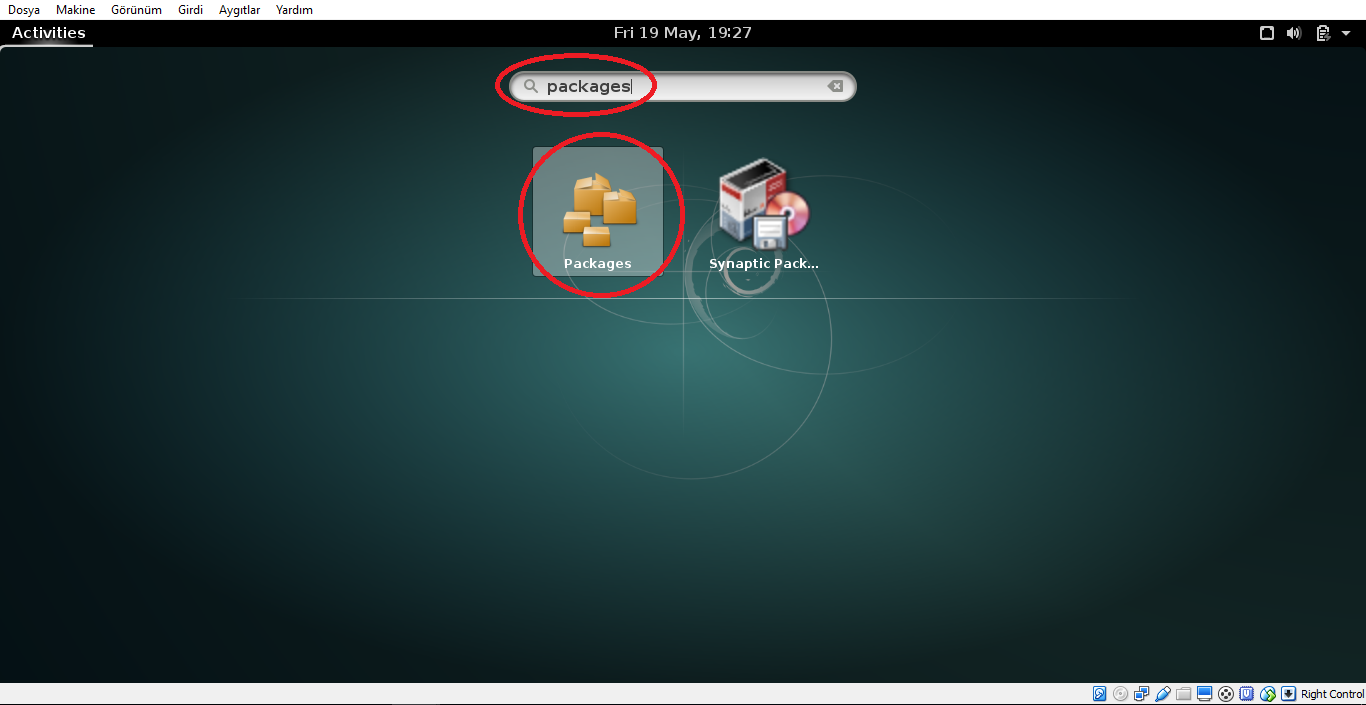 Dosya Makine Görünüm Girdi Aygıtlar Yardım
Activities Fri 19 May, 19:27
packages
Packages Synaptic Pack...
Right Control